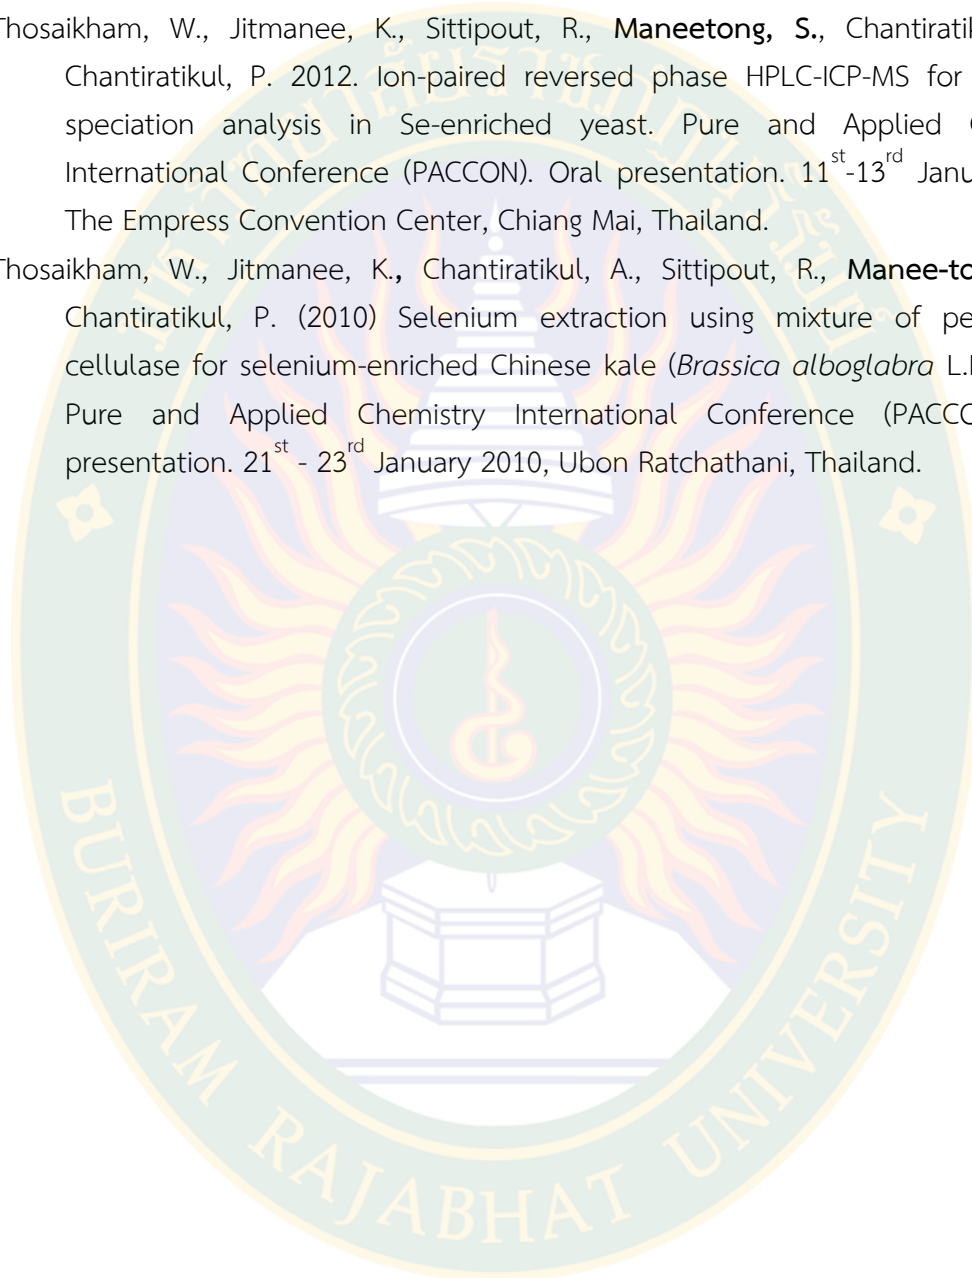 Thosaikham, W., Jitmanee, K., Sittipout, R., Maneetong, S., Chantiratik
Chantiratikul, P. 2012. Ion-paired reversed phase HPLC-ICP-MS for
speciation analysis in Se-enriched yeast. Pure and Applied
International Conference (PACCON). Oral presentation. 11st-13rd Janu
The Empress Convention Center, Chiang Mai, Thailand.
Thosaikham, W., Jitmanee, K., Chantiratikul, A., Sittipout, R., Manee-to
Chantiratikul, P. (2010) Selenium extraction using mixture of pe
cellulase for selenium-enriched Chinese kale (Brassica alboglabra L.
Pure and Applied Chemistry International Conference (PACCO
presentation. 21st - 23rd January 2010, Ubon Ratchathani, Thailand.
BURIRAM RAJABHAT UNIVERSITY